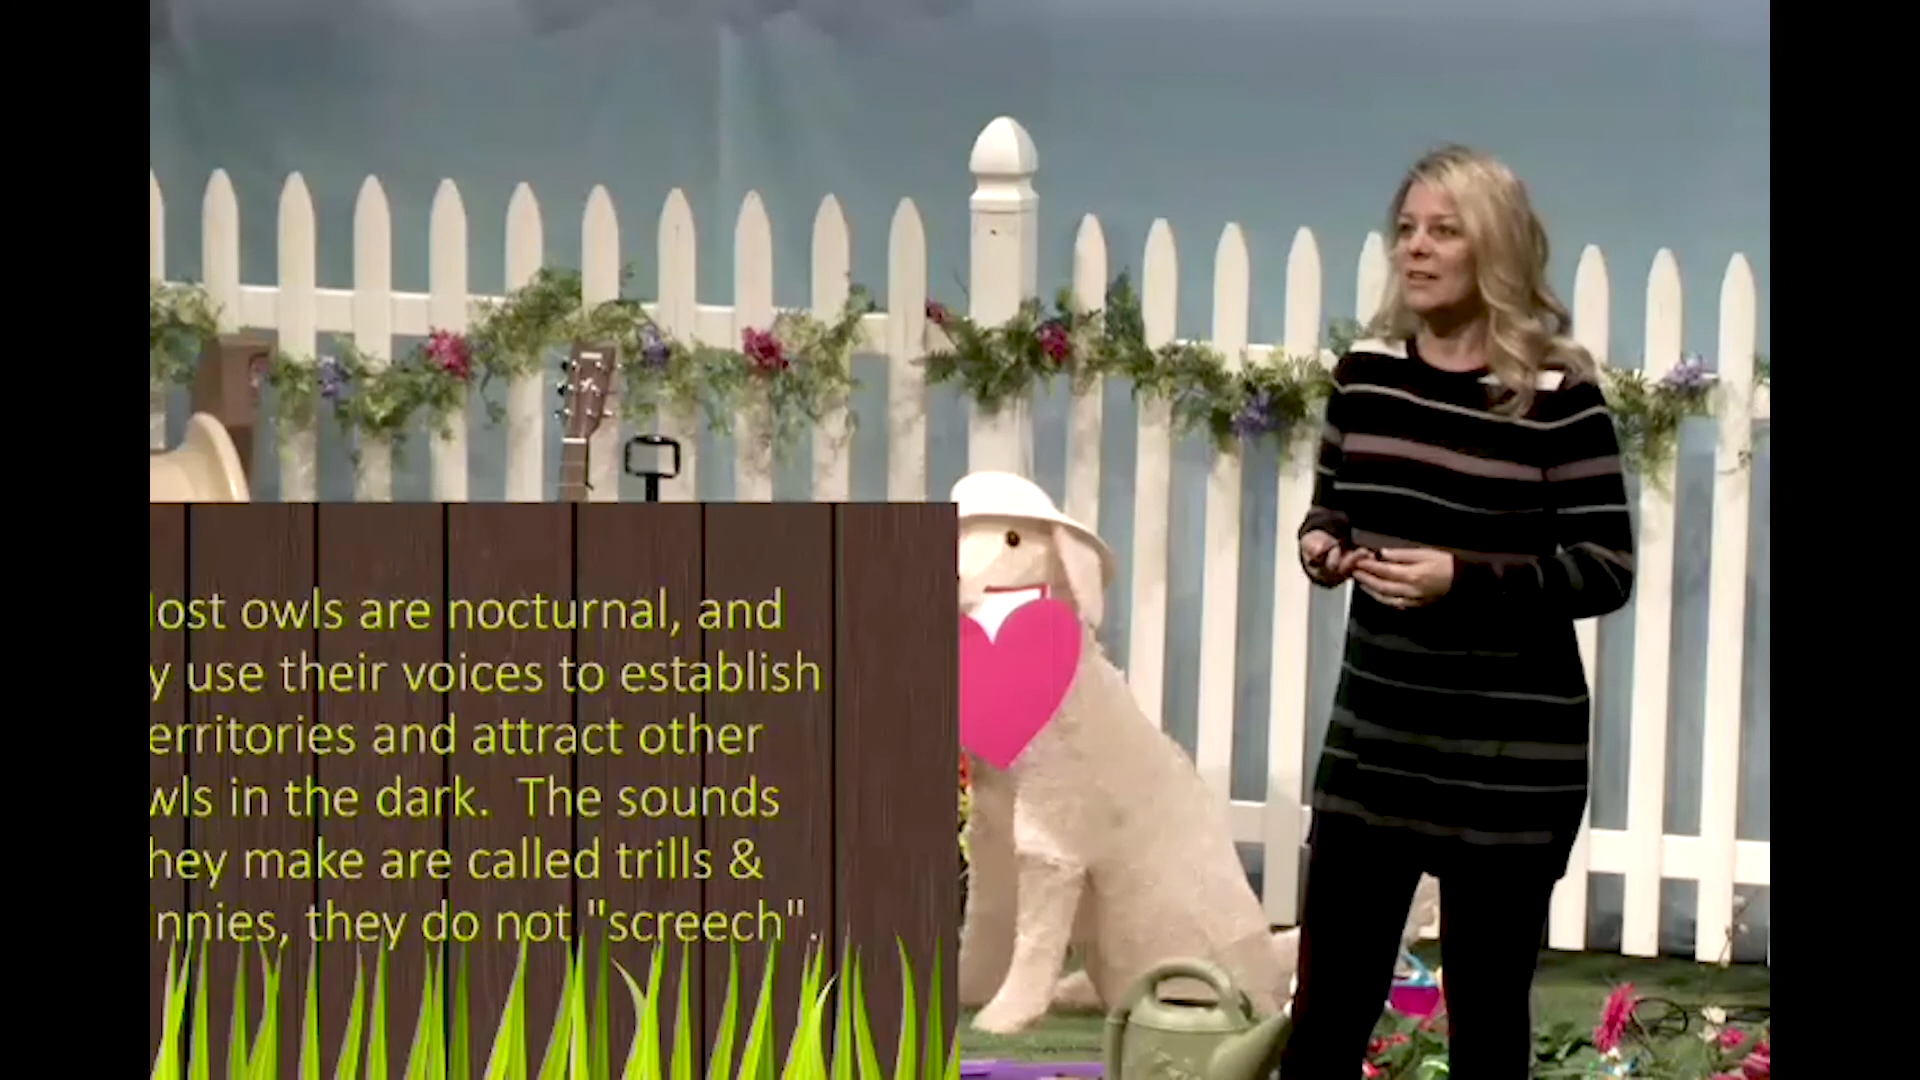 ost owls are nocturnal, and
y use their voices to establish
erritories and attract other
wls in the dark. The sounds
hey make are called trills &
nnies, they do not "screech".